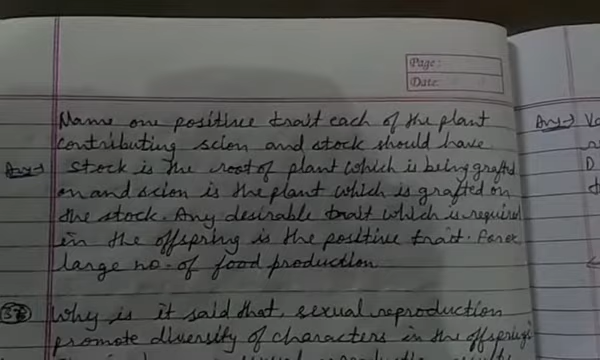 Page:
Date:
Name one positive trait each of the plant
contributing scion and stock should have
Ans→ stock is the root of plant which is being grafted
on and scion is the plant which is grafted on
the stock. Any desirable trait which is required
in the offspring is the positive trait. For ex
large no. of food production
Why is it said that, sexual reproduction
promote diversity of characters in the offsprings
Ans→